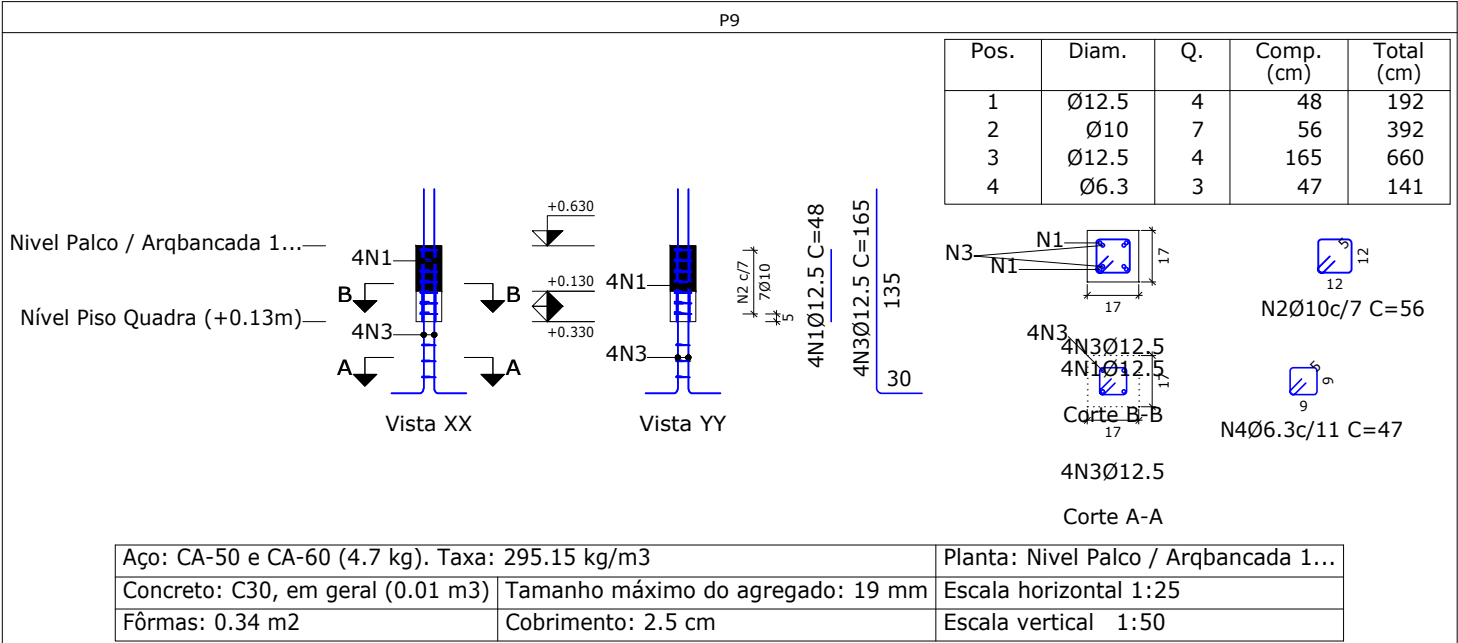 P9
Pos. Diam. Q. Comp. (cm) Total (cm)
1 Ø12.5 4 48 192
2 Ø10 7 56 392
3 Ø12.5 4 165 660
4 Ø6.3 3 47 141
Nivel Palco / Arqbancada 1...
Nível Piso Quadra (+0.13m)
4N1
B B
4N3
A A
Vista XX
+0.630
+0.130
+0.330
4N1
4N3
Vista YY
N2 c/7
7Ø10
5
4N1Ø12.5 C=48
4N3Ø12.5 C=165
135
30
N3
N1
N1
17
17
4N3Ø12.5
4N1Ø12.5
Corte B-B
5
12
12
N2Ø10c/7 C=56
4N3
17
17
4N3Ø12.5
Corte A-A
5
9
9
N4Ø6.3c/11 C=47
Aço: CA-50 e CA-60 (4.7 kg). Taxa: 295.15 kg/m3
Planta: Nivel Palco / Arqbancada 1...
Concreto: C30, em geral (0.01 m3)
Tamanho máximo do agregado: 19 mm
Escala horizontal 1:25
Fôrmas: 0.34 m2
Cobrimento: 2.5 cm
Escala vertical 1:50